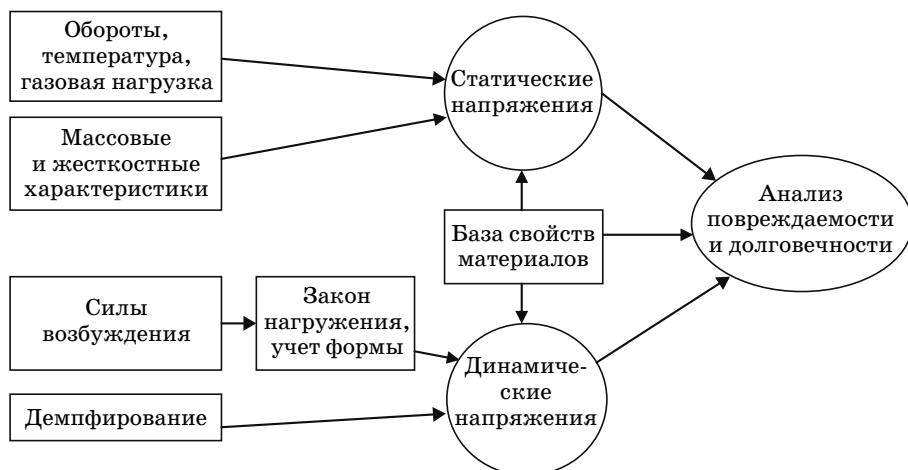 Обороты,
температура,
газовая нагрузка
Массовые
и жесткостные
характеристики
Статические
напряжения
База свойств
материалов
Анализ
повреждаемости
и долговечности
Силы
возбуждения
Закон
нагружения,
учет формы
Динамиче-
ские
напряжения
Демпфирование